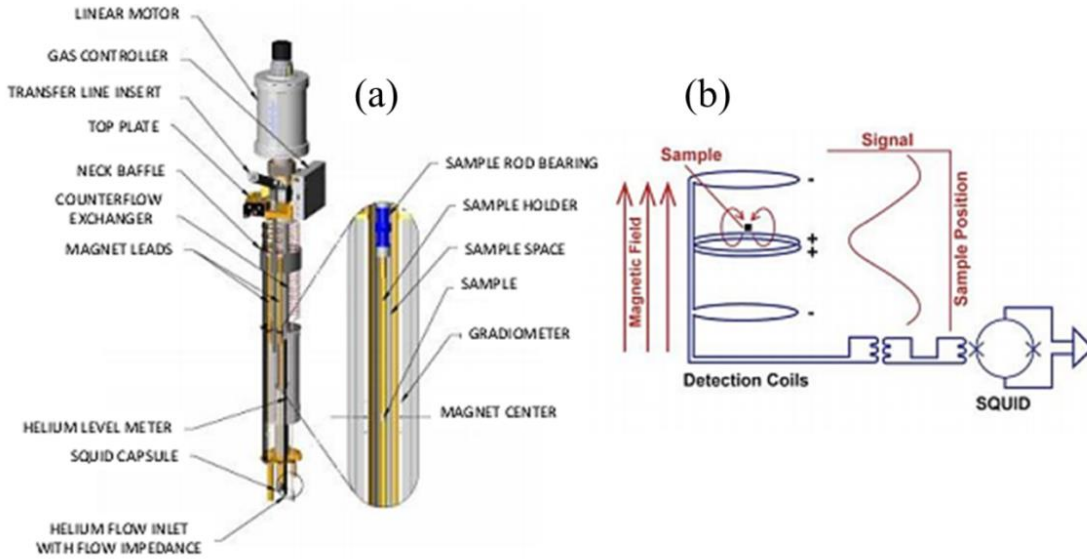 LINEAR MOTOR
GAS CONTROLLER
TRANSFER LINE INSERT
TOP PLATE
NECK BAFFLE
COUNTERFLOW
EXCHANGER
MAGNET LEADS
HELIUM LEVEL METER
SQUID CAPSULE
HELIUM FLOW INLET
WITH FLOW IMPEDANCE
(a)
SAMPLE ROD BEARING
SAMPLE HOLDER
SAMPLE SPACE
SAMPLE
GRADIOMETER
MAGNET CENTER
(b)
Signal
Sample
Magnetic Field
-
+
+
-
Sample Position
Detection Coils
SQUID